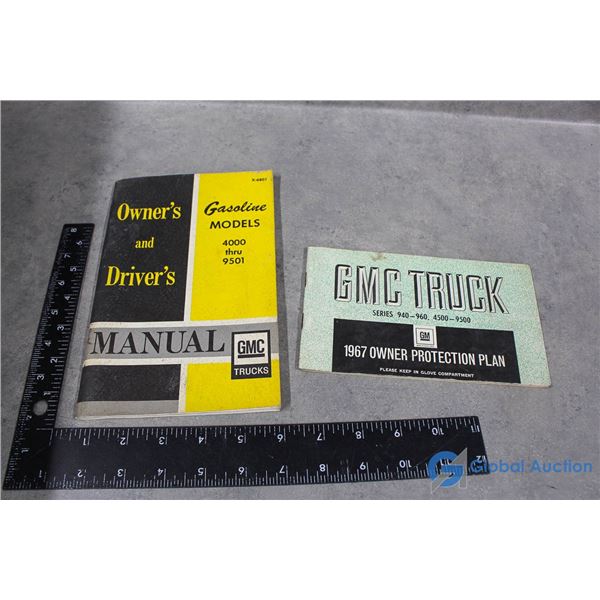 X-6807
Owner's
and
Driver's
Gasoline
MODELS
4000
thru
9501
MANUAL
GMC
TRUCKS
GMC TRUCK
SERIES 940-960, 4500-9500
GM
1967 OWNER PROTECTION PLAN
PLEASE KEEP IN GLOVE COMPARTMENT
Global Auction